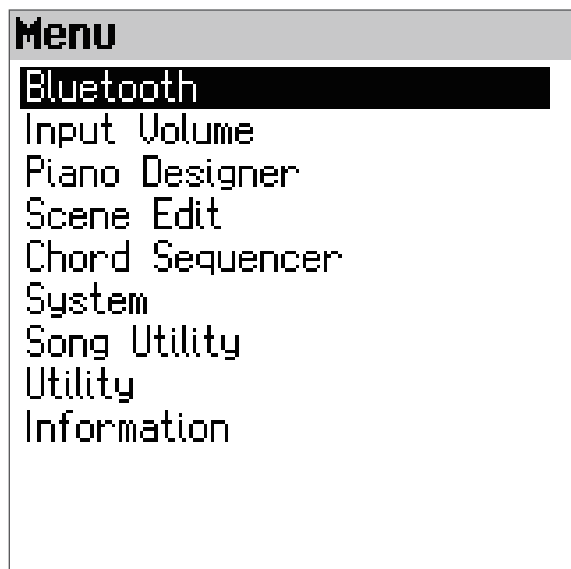 Menu
Bluetooth
Input Volume
Piano Designer
Scene Edit
Chord Sequencer
System
Song Utility
Utility
Information